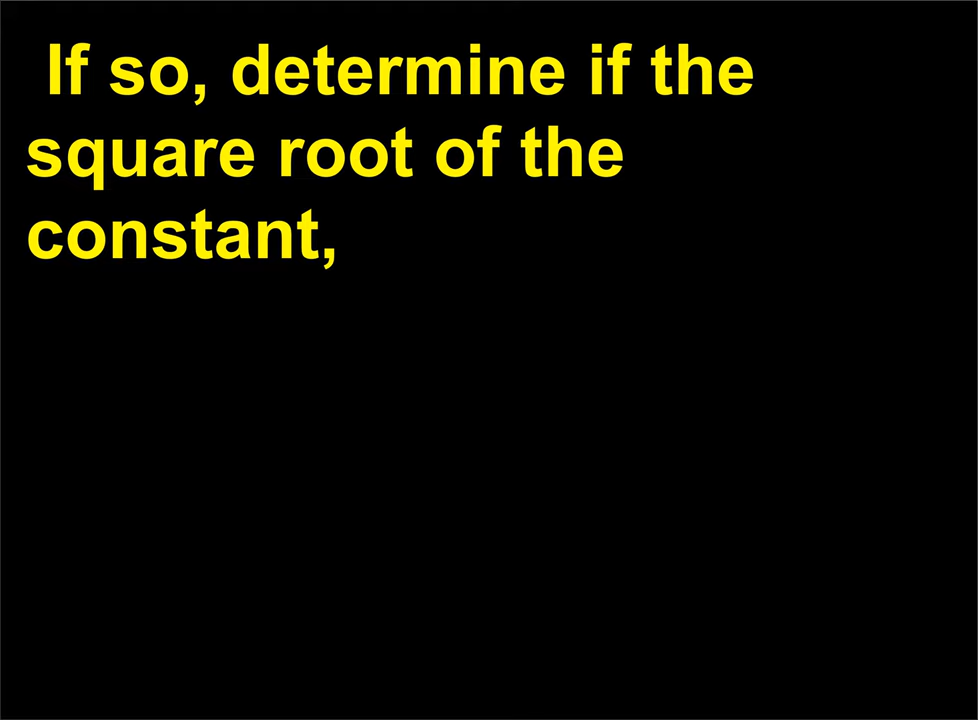 If so, determine if the
square root of the
constant,